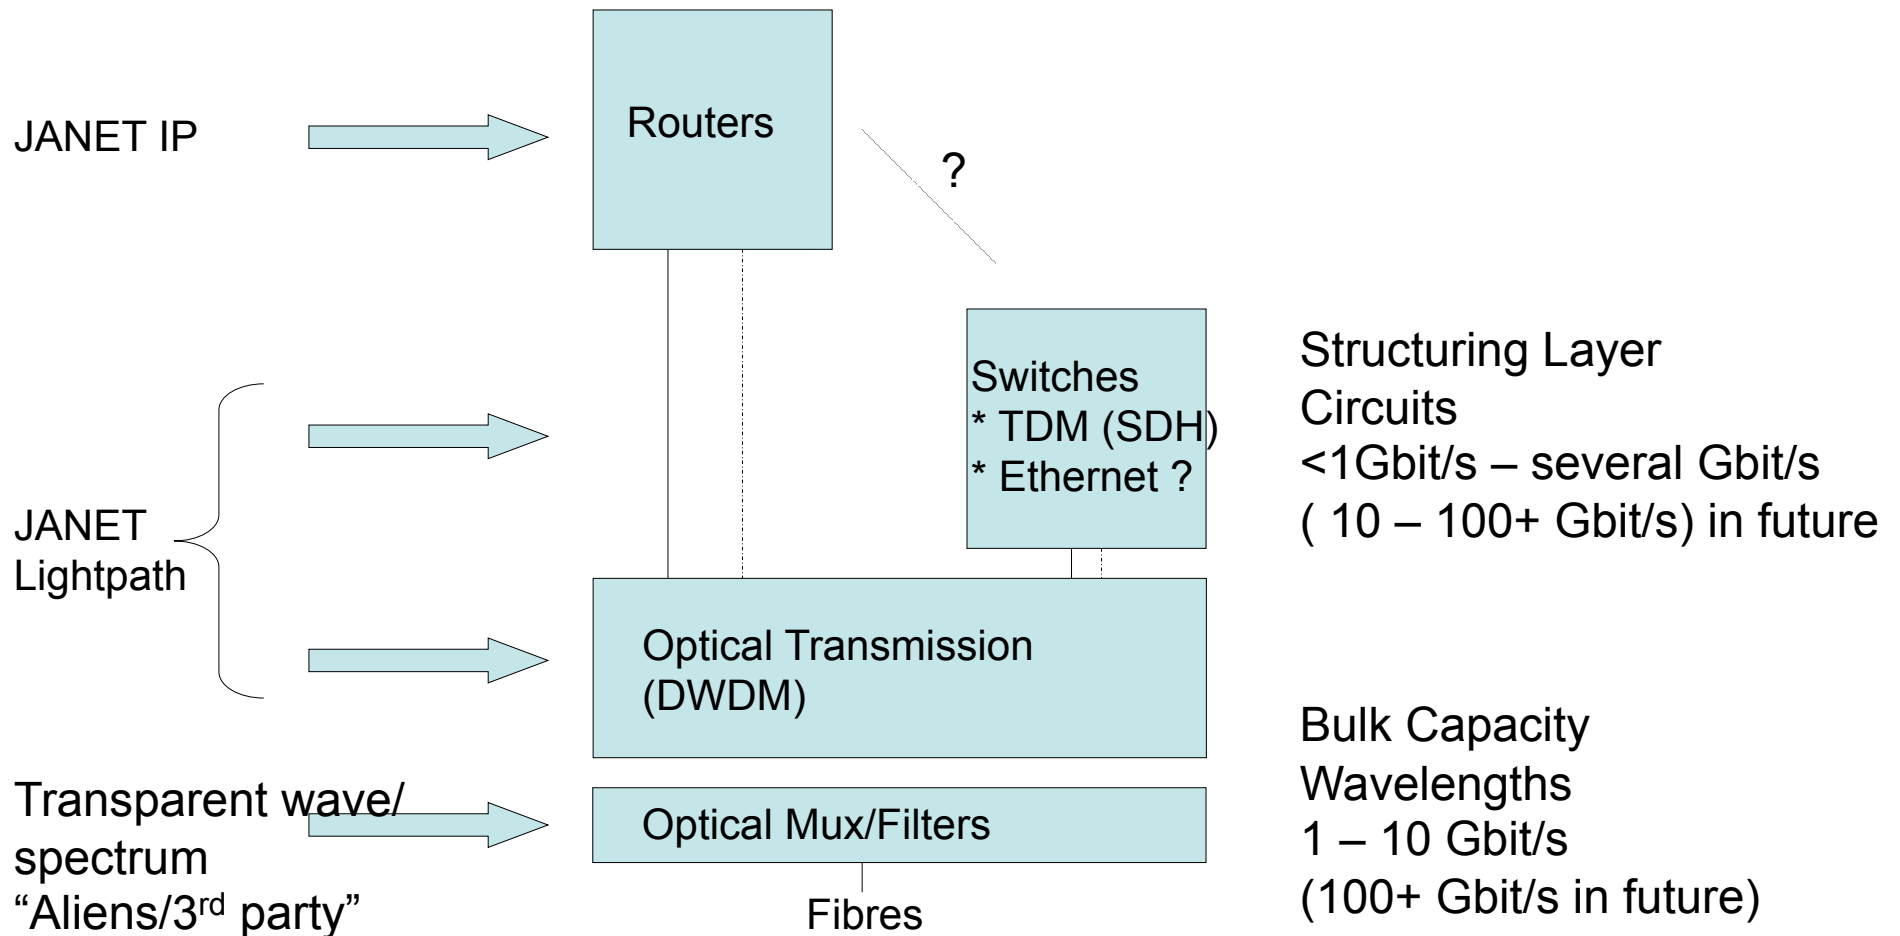 JANET IP
Routers
?
Switches
* TDM (SDH)
* Ethernet ?
Structuring Layer
Circuits
<1Gbit/s – several Gbit/s
( 10 – 100+ Gbit/s) in future
JANET
Lightpath
Optical Transmission
(DWDM)
Bulk Capacity
Wavelengths
1 – 10 Gbit/s
(100+ Gbit/s in future)
Transparent wave/
spectrum
“Aliens/3rd party”
Optical Mux/Filters
Fibres